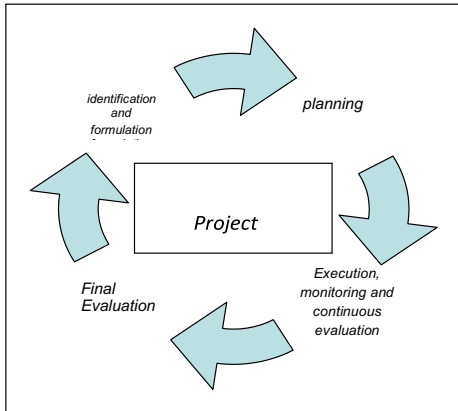 identification
and
formulation
planning
Project
Execution,
monitoring and
continuous
evaluation
Final
Evaluation